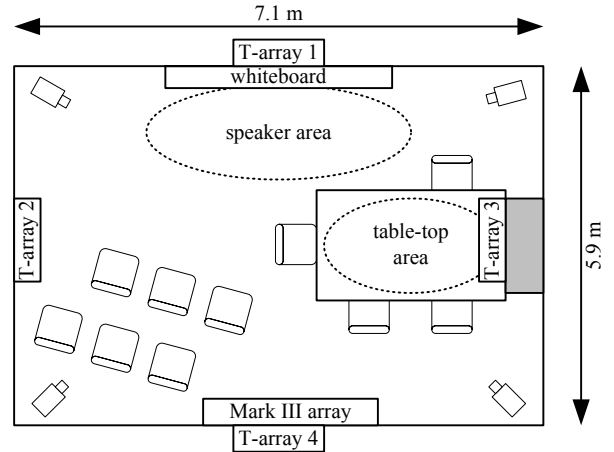 7.1 m
T-array 1
whiteboard
speaker area
T-array 2
table-top
area
T-array 3
5.9 m
Mark III array
T-array 4